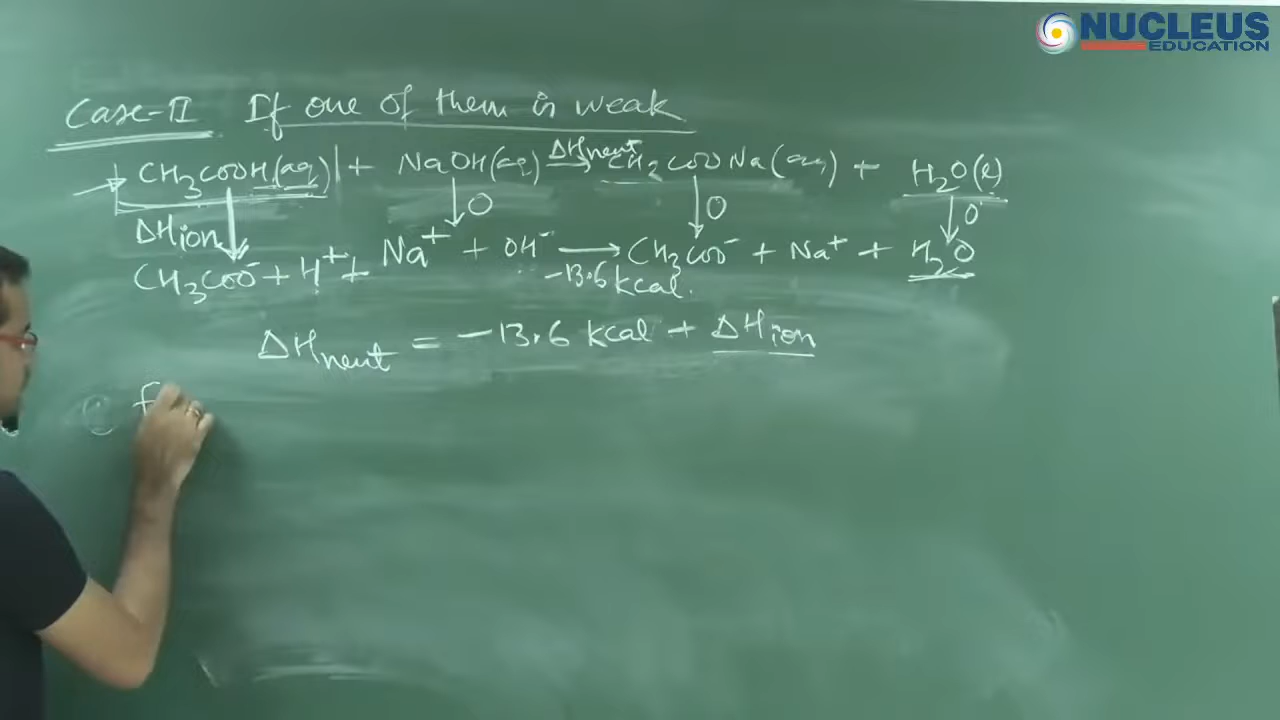 NUCLEUS
EDUCATION
Case-II If one of them is weak
CH3COOH(aq) + NaOH(aq) ΔHneut → CH3COONa(aq) + H2O(l)
ΔHion 0 0 0
CH3COO⁻ + H⁺ + Na⁺ + OH⁻ → CH3COO⁻ + Na⁺ + H2O
-13.6 kcal.
ΔHneut = -13.6 kcal + ΔHion